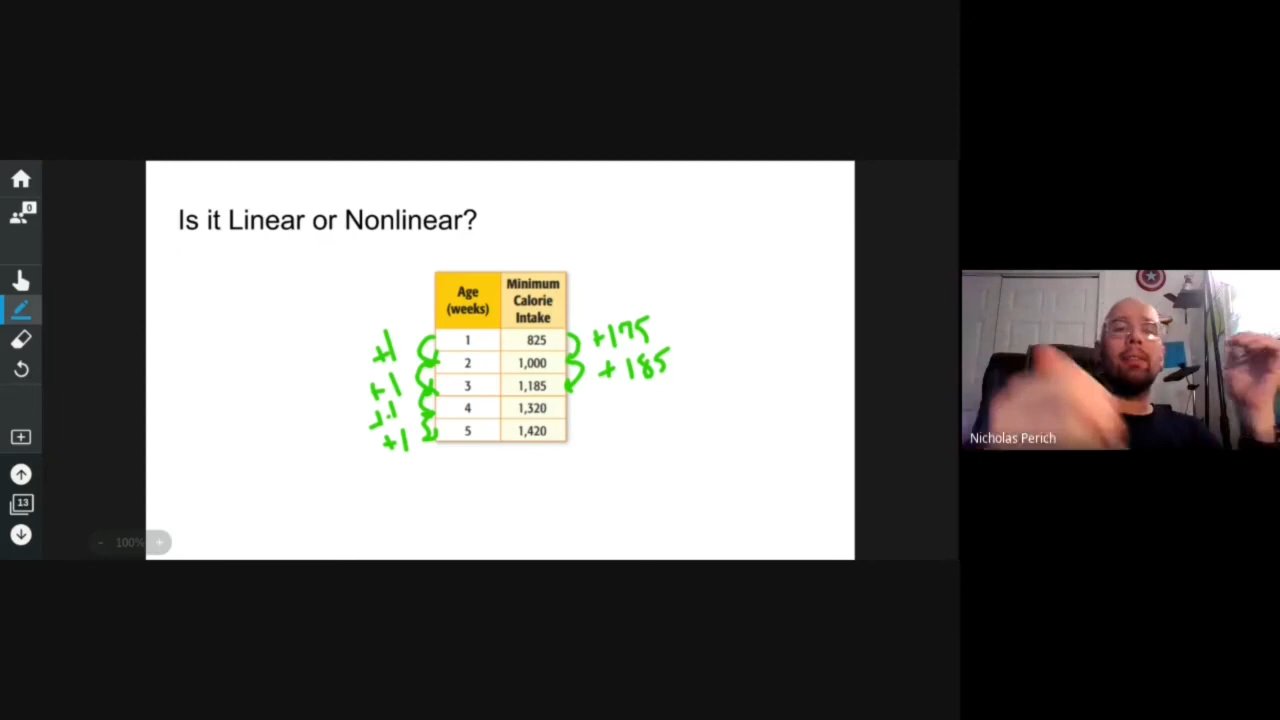 0
Is it Linear or Nonlinear?
Age
(weeks)
Minimum
Calorie
Intake
1 825
2 1,000
3 1,185
4 1,320
5 1,420
+1
+1
+1
+1
+175
+185
Nicholas Perich
13
- 100% +